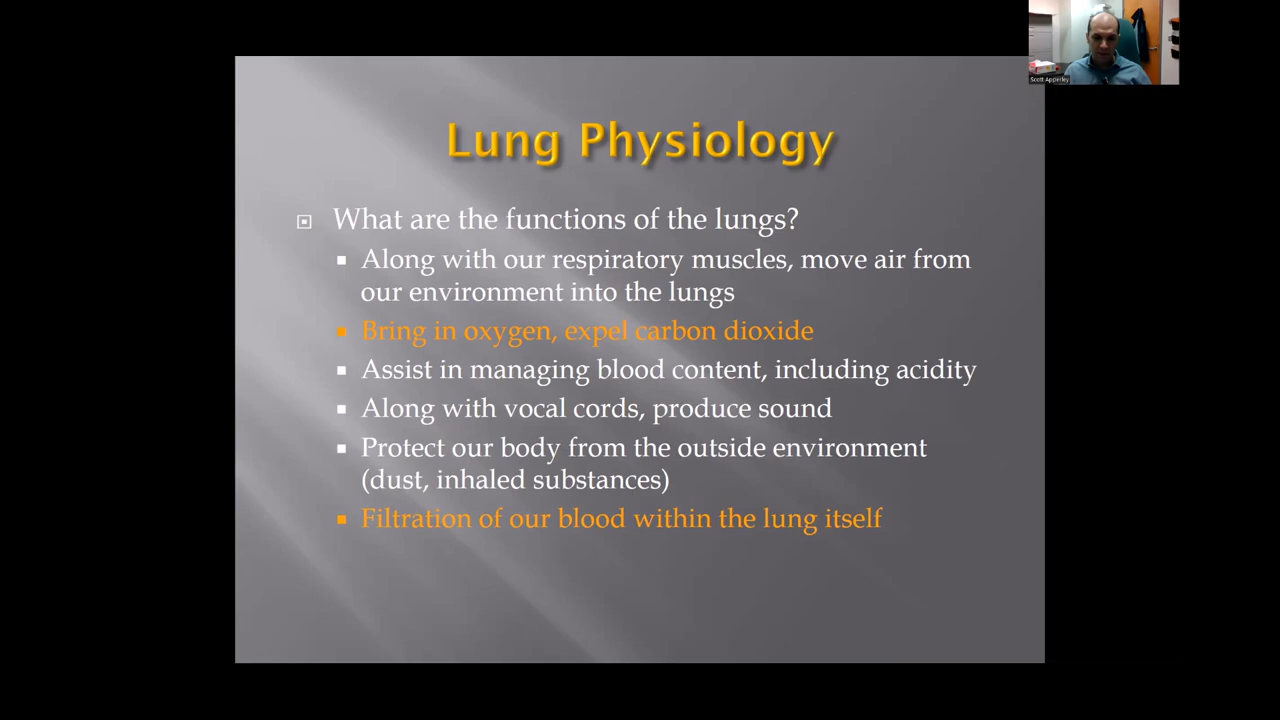 Scott Apperley
Lung Physiology
What are the functions of the lungs?
Along with our respiratory muscles, move air from
our environment into the lungs
Bring in oxygen, expel carbon dioxide
Assist in managing blood content, including acidity
Along with vocal cords, produce sound
Protect our body from the outside environment
(dust, inhaled substances)
Filtration of our blood within the lung itself